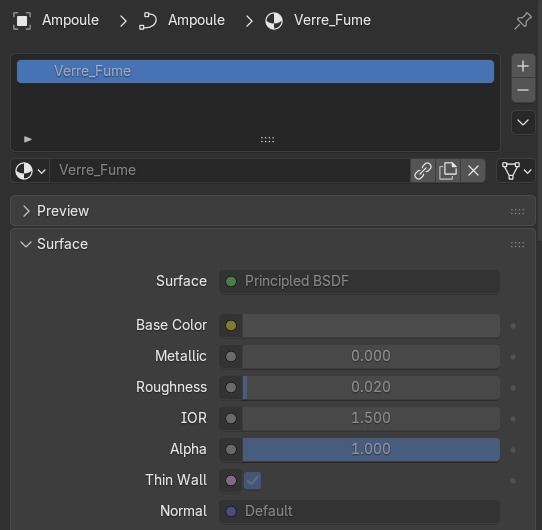 Ampoule Ampoule Verre_Fume
Verre_Fume
Verre_Fume
Preview
Surface
Surface Principled BSDF
Base Color
Metallic 0.000
Roughness 0.020
IOR 1.500
Alpha 1.000
Thin Wall
Normal Default